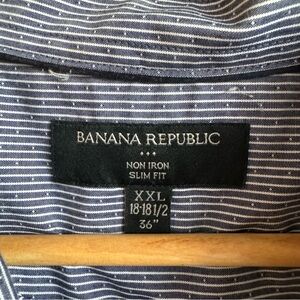 BANANA REPUBLIC
NON IRON
SLIM FIT
XXL
18-18 1/2
36"